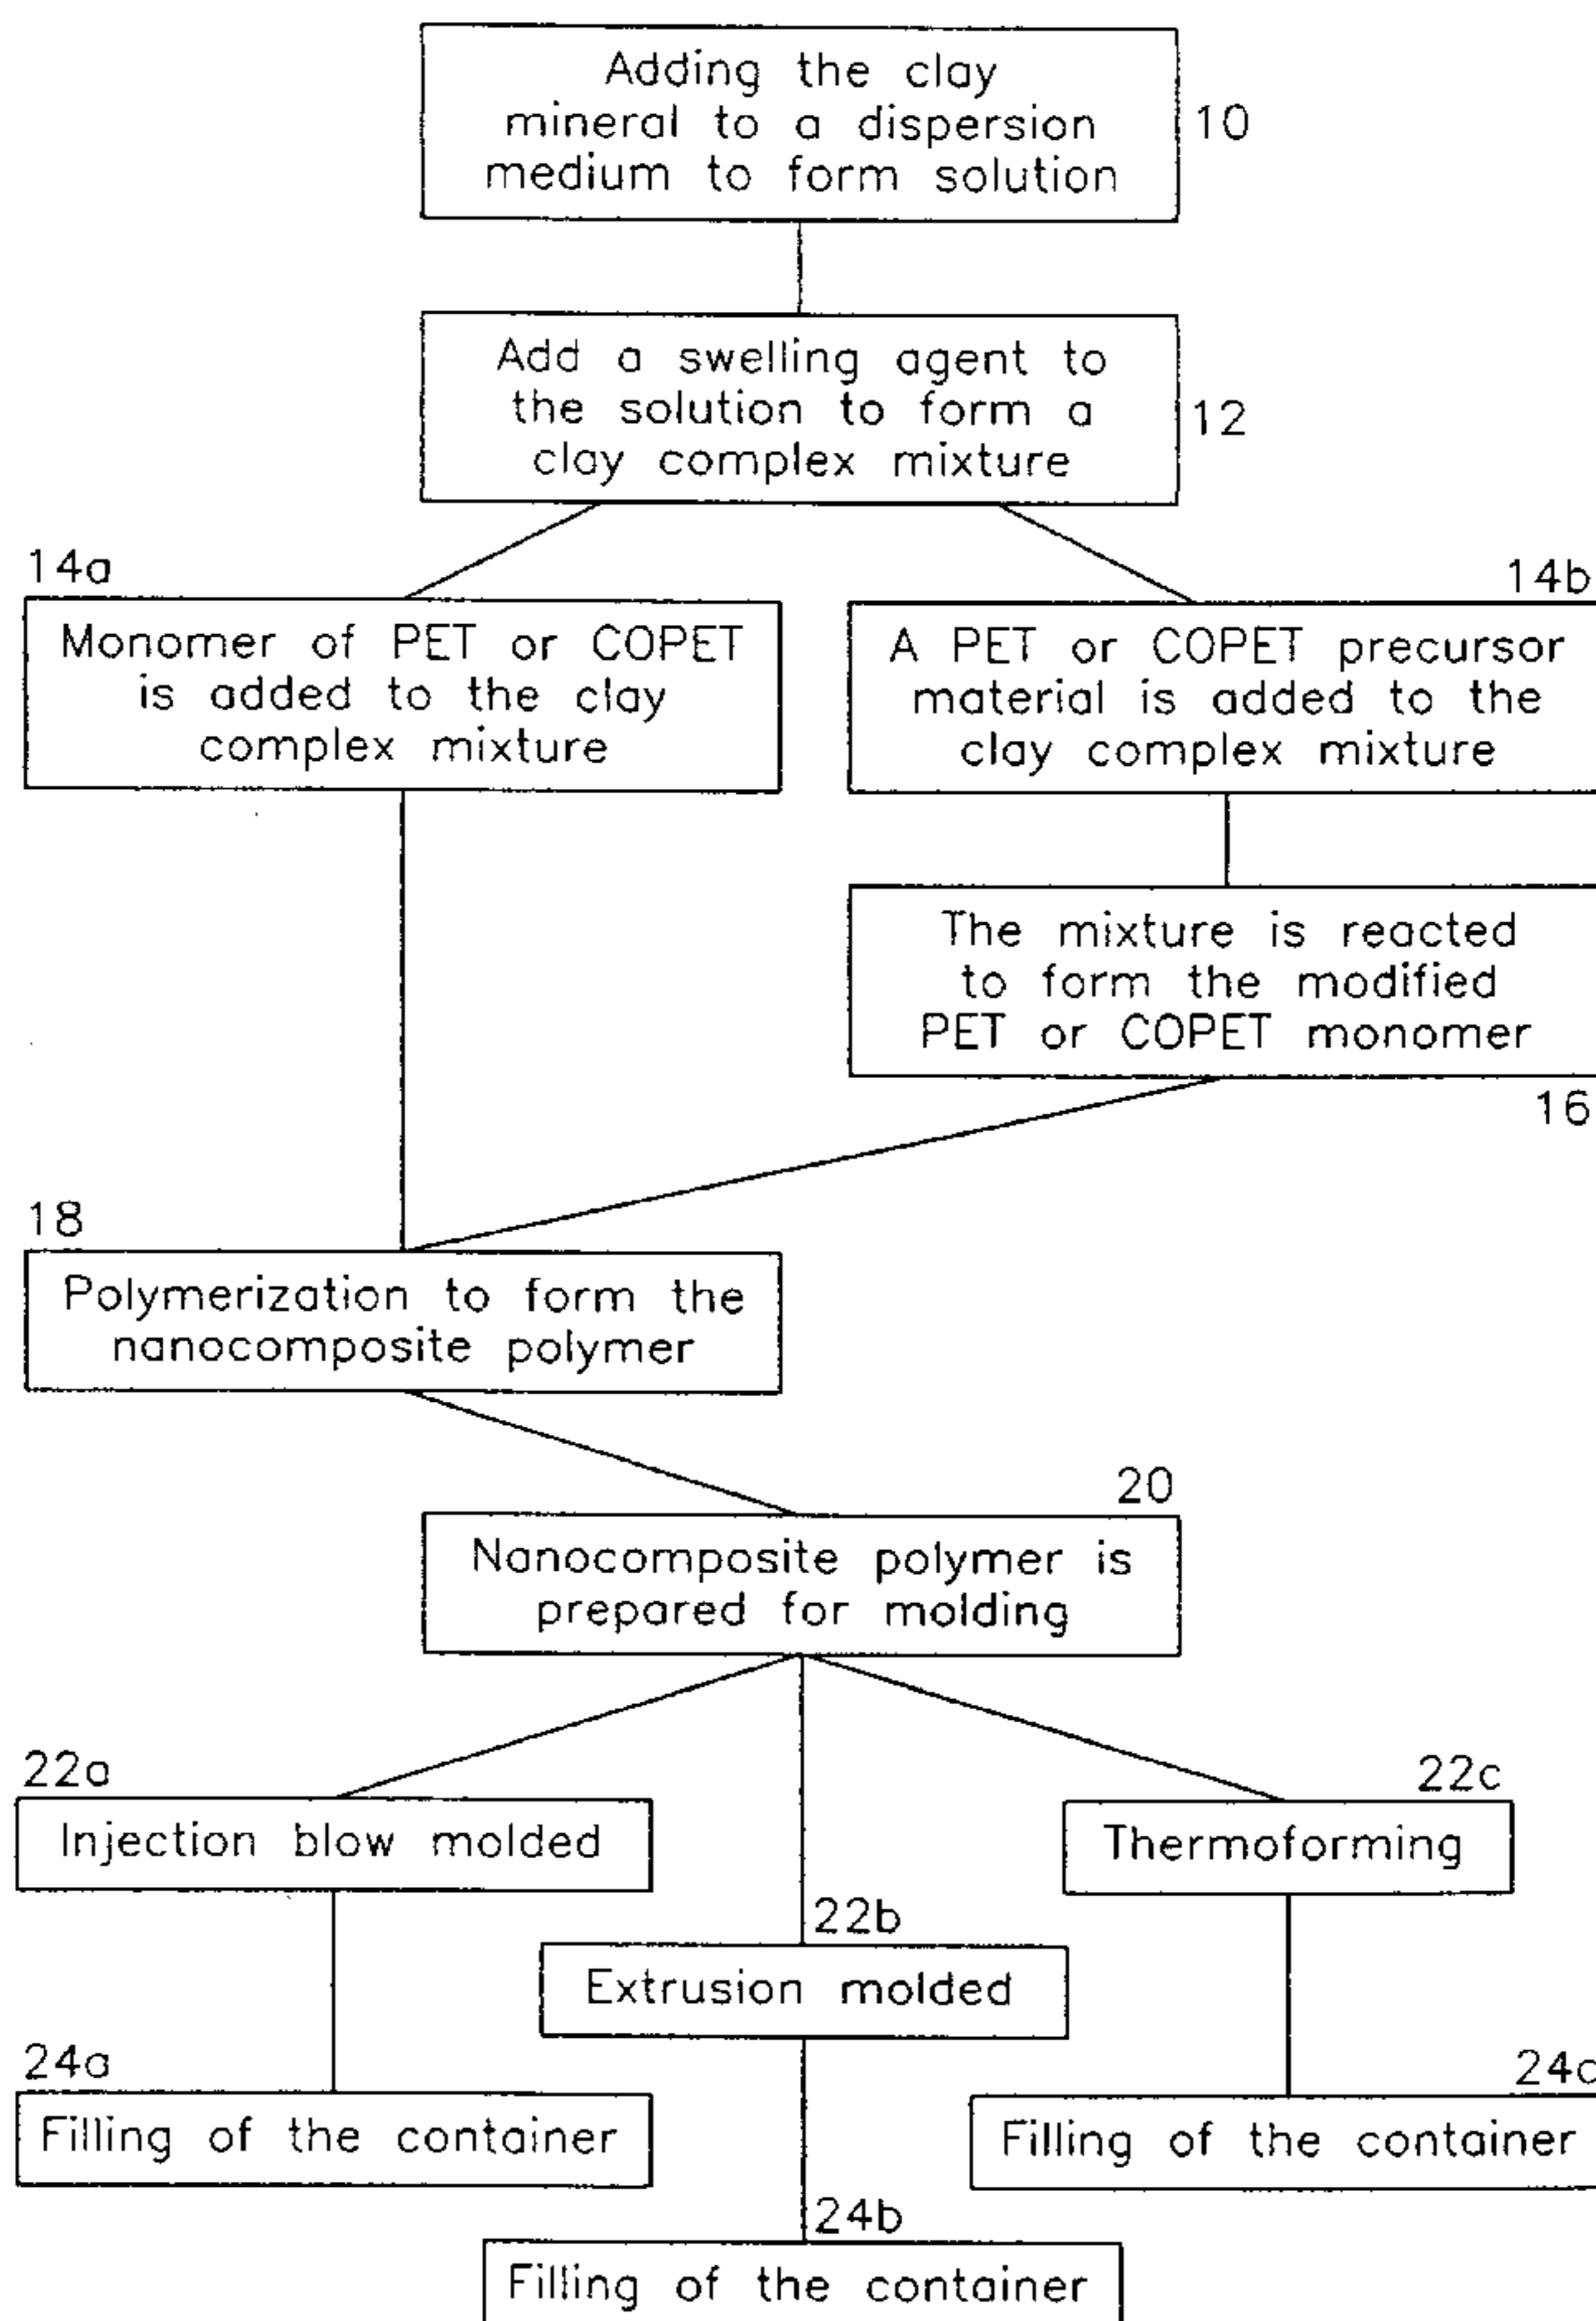 Adding the clay
mineral to a dispersion
medium to form solution
10
Add a swelling agent to
the solution to form a
clay complex mixture
12
14a
Monomer of PET or COPET
is added to the clay
complex mixture
14b
A PET or COPET precursor
material is added to the
clay complex mixture
The mixture is reacted
to form the modified
PET or COPET monomer
16
18
Polymerization to form the
nanocomposite polymer
20
Nanocomposite polymer is
prepared for molding
22a
Injection blow molded
22b
Extrusion molded
22c
Thermoforming
24a
Filling of the container
24b
Filling of the container
Filling of the container